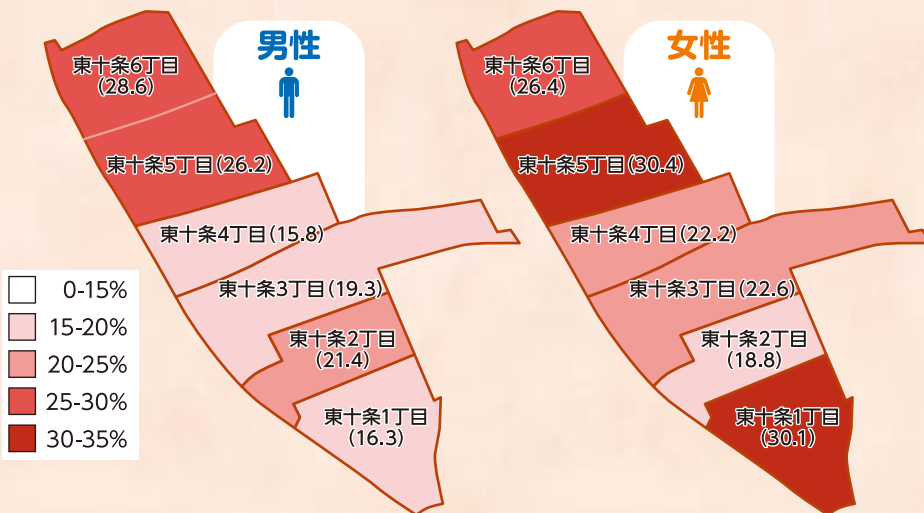 男性
東十条6丁目
(28.6)
東十条5丁目(26.2)
東十条4丁目(15.8)
東十条3丁目(19.3)
東十条2丁目
(21.4)
東十条1丁目
(16.3)
女性
東十条6丁目
(26.4)
東十条5丁目(30.4)
東十条4丁目(22.2)
東十条3丁目(22.6)
東十条2丁目
(18.8)
東十条1丁目
(30.1)
0-15%
15-20%
20-25%
25-30%
30-35%